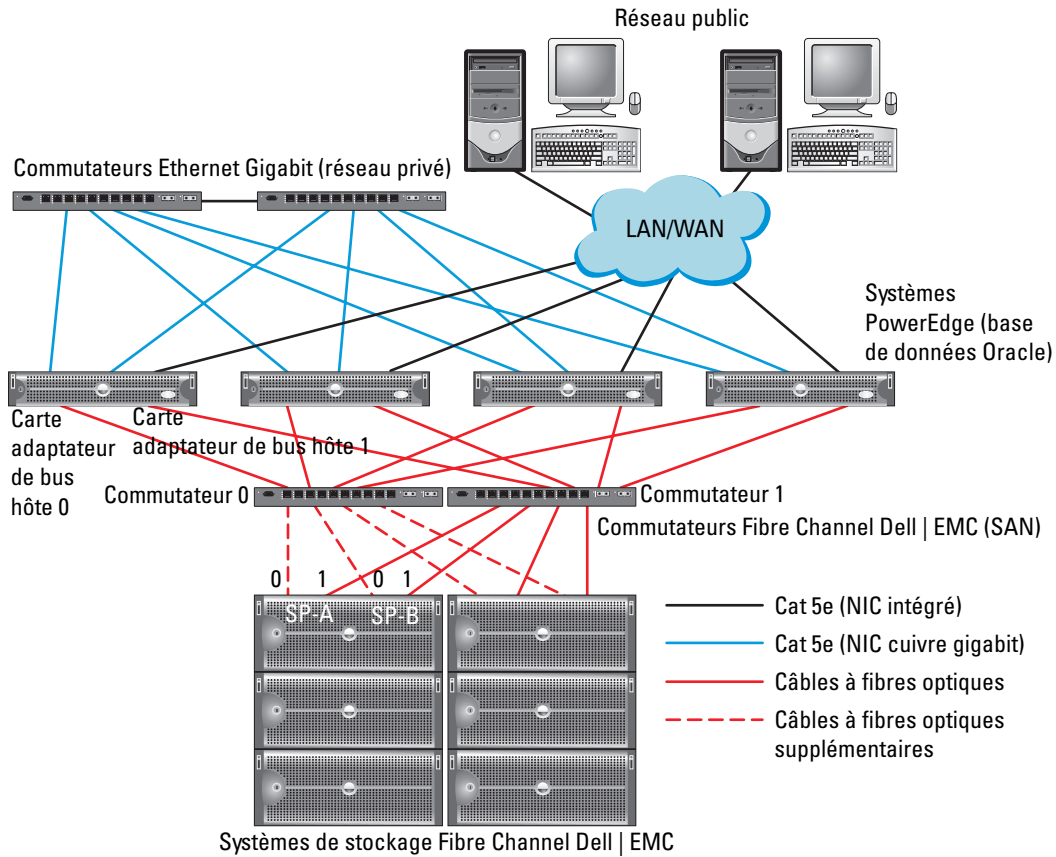 Réseau public
Commutateurs Ethernet Gigabit (réseau privé)
LAN/WAN
Systèmes
PowerEdge (base
de données Oracle)
Carte
adaptateur
de bus
hôte 0
Carte
adaptateur de bus hôte 1
Commutateur 0
Commutateur 1
Commutateurs Fibre Channel Dell | EMC (SAN)
0 1 0 1
SP-A SP-B
Cat 5e (NIC intégré)
Cat 5e (NIC cuivre gigabit)
Câbles à fibres optiques
Câbles à fibres optiques
supplémentaires
Systèmes de stockage Fibre Channel Dell | EMC